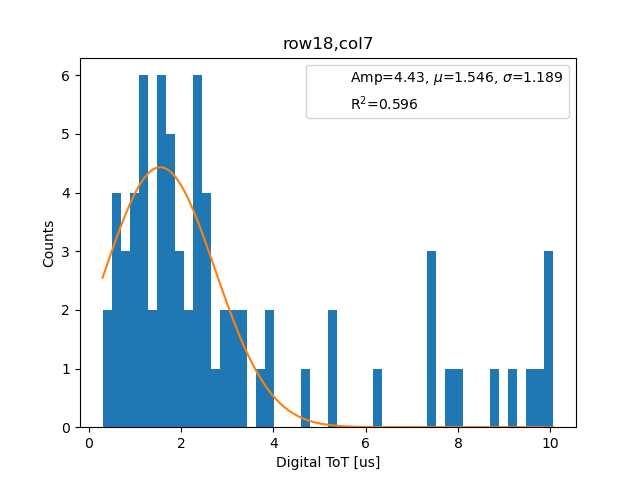 row18,col7
Amp=4.43, μ=1.546, σ=1.189
R²=0.596
Counts
6
5
4
3
2
1
0
0 2 4 6 8 10
Digital ToT [us]